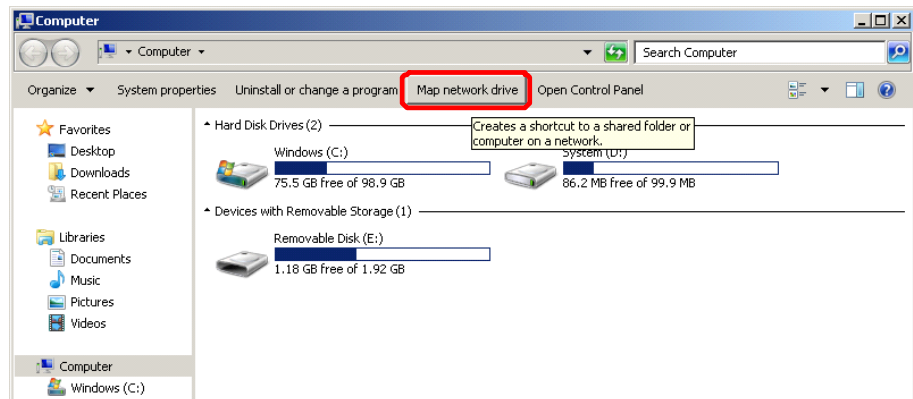 Computer
Computer
Search Computer
Organize
System properties
Uninstall or change a program
Map network drive
Open Control Panel
Creates a shortcut to a shared folder or
computer on a network.
Favorites
Desktop
Downloads
Recent Places
Libraries
Documents
Music
Pictures
Videos
Computer
Windows (C:)
Hard Disk Drives (2)
Windows (C:)
75.5 GB free of 98.9 GB
System (D:)
86.2 MB free of 99.9 MB
Devices with Removable Storage (1)
Removable Disk (E:)
1.18 GB free of 1.92 GB